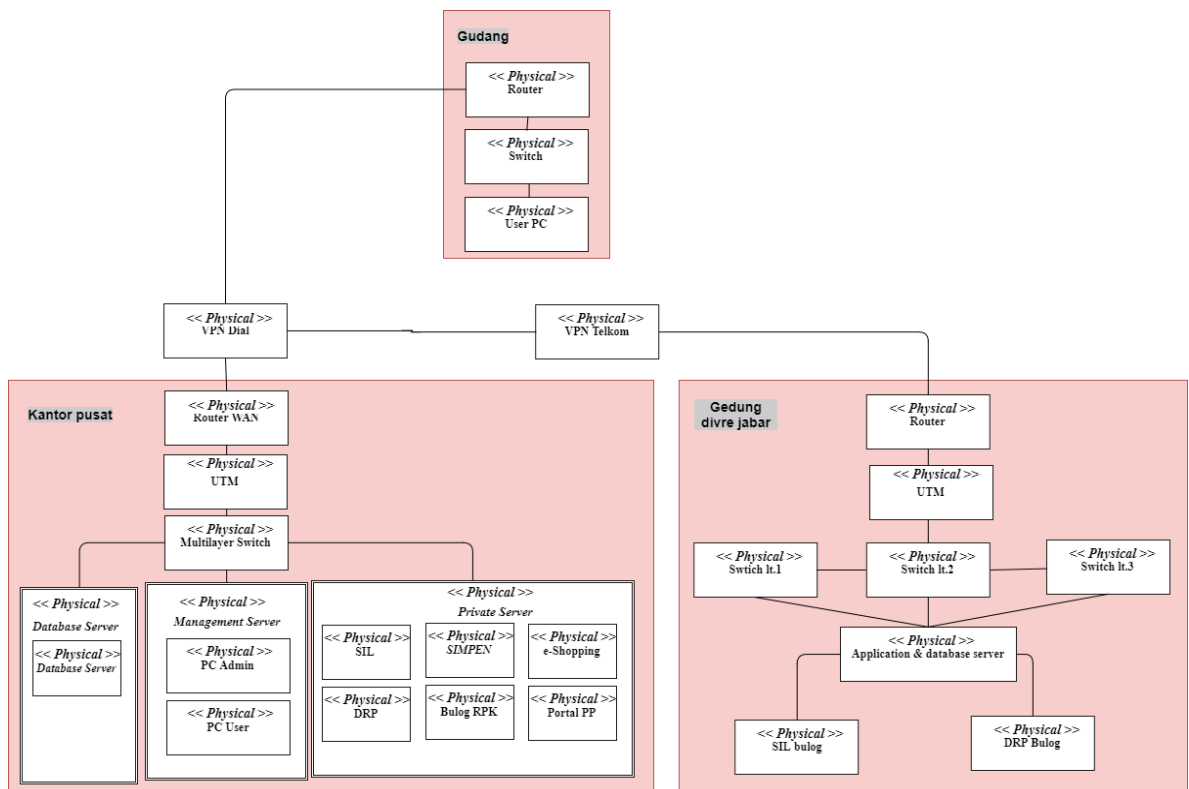 Gudang
<< Physical >>
Router
<< Physical >>
Switch
<< Physical >>
User PC
<< Physical >>
VPN Dial
<< Physical >>
VPN Telkom
Kantor pusat
<< Physical >>
Router WAN
<< Physical >>
UTM
<< Physical >>
Multilayer Switch
<< Physical >>
Database Server
<< Physical >>
Database Server
<< Physical >>
Management Server
<< Physical >>
PC Admin
<< Physical >>
PC User
<< Physical >>
Private Server
<< Physical >>
SIL
<< Physical >>
SIMPEN
<< Physical >>
e-Shopping
<< Physical >>
DRP
<< Physical >>
Bulog RPK
<< Physical >>
Portal PP
Gedung
divre jabar
<< Physical >>
Router
<< Physical >>
UTM
<< Physical >>
Swtich lt.1
<< Physical >>
Switch lt.2
<< Physical >>
Switch lt.3
<< Physical >>
Application & database server
<< Physical >>
SIL bulog
<< Physical >>
DRP Bulog